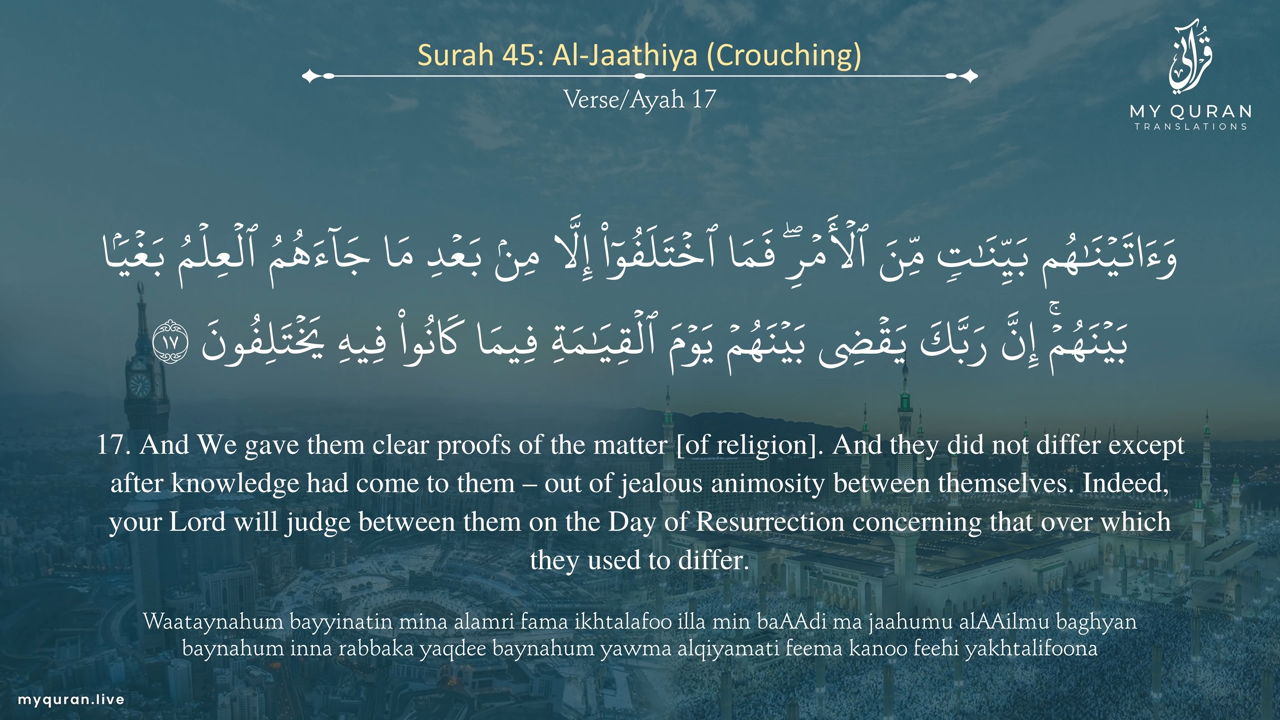 Surah 45: Al-Jaathiya (Crouching)
Verse/Ayah 17
قرآني
MY QURAN
TRANSLATIONS
وَءَاتَيْنَـٰهُم بَيِّنَـٰتٍ مِّنَ ٱلْأَمْرِ ۖ فَمَا ٱخْتَلَفُوٓا۟ إِلَّا مِنۢ بَعْدِ مَا جَآءَهُمُ ٱلْعِلْمُ بَغْيًۢا
بَيْنَهُمْ ۚ إِنَّ رَبَّكَ يَقْضِى بَيْنَهُمْ يَوْمَ ٱلْقِيَـٰمَةِ فِيمَا كَانُوا۟ فِيهِ يَخْتَلِفُونَ ١٧
17. And We gave them clear proofs of the matter [of religion]. And they did not differ except
after knowledge had come to them – out of jealous animosity between themselves. Indeed,
your Lord will judge between them on the Day of Resurrection concerning that over which
they used to differ.
Waataynahum bayyinatin mina alamri fama ikhtalafoo illa min baAAdi ma jaahumu alAAilmu baghyan
baynahum inna rabbaka yaqdee baynahum yawma alqiyamati feema kanoo feehi yakhtalifoona
myquran.live